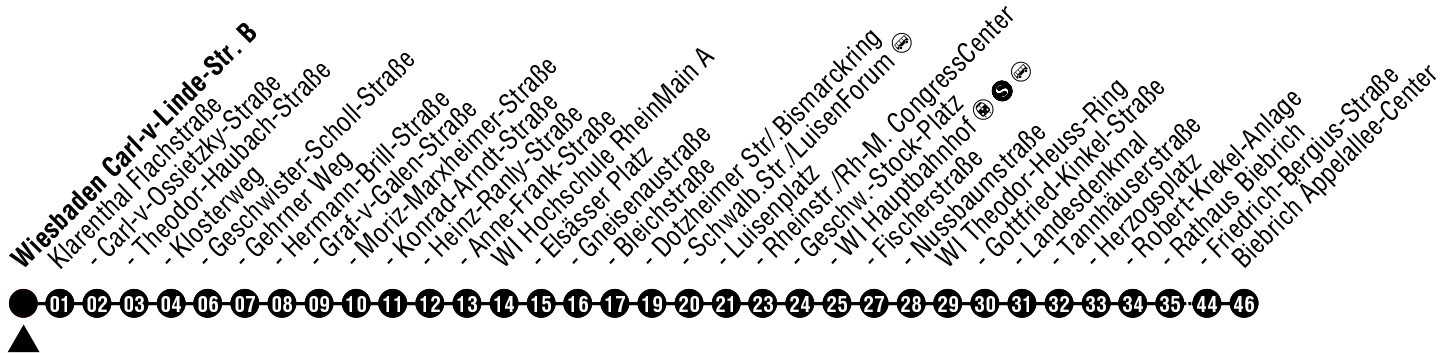 Wiesbaden Carl-v-Linde-Str. B
Klarenthal Flachstraße
- Carl-v-Ossietzky-Straße
- Theodor-Haubach-Straße
- Klosterweg
- Geschwister-Scholl-Straße
- Gehrner Weg
- Hermann-Brill-Straße
- Graf-v-Galen-Straße
- Moritz-Marxheimer-Straße
- Konrad-Arndt-Straße
- Heinz-Ranly-Straße
- Anne-Frank-Straße
WI Hochschule RheinMain A
- Elsässer Platz
- Gneisenaustraße
- Bleichstraße
- Dotzheimer Str/. Bismarckring
- Schwalb.Str./LuisenForum
- Luisenplatz
- Rheinstr./Rh-M. CongressCenter
- Geschw.-Stock-Platz
- WI Hauptbahnhof S
- Fischerstraße
- Nussbaumstraße
WI Theodor-Heuss-Ring
- Gottfried-Kinkel-Straße
- Landesdenkmal
- Tannhäuserstraße
- Herzogsplatz
- Robert-Krekel-Anlage
- Rathaus Biebrich
- Friedrich-Bergius-Straße
Biebrich Äppelallee-Center
01 02 03 04 06 07 08 09 10 11 12 13 14 15 16 17 19 20 21 23 24 25 27 28 29 30 31 32 33 34 35 44 46